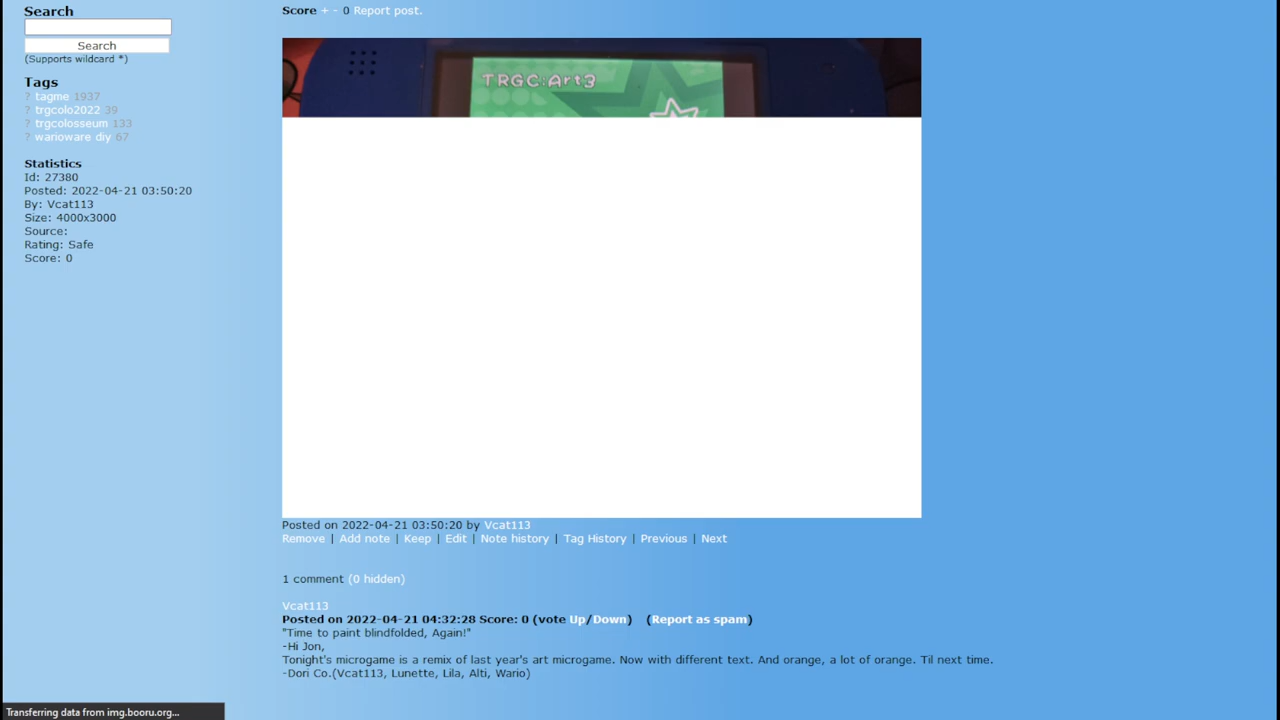 Search
Search
(Supports wildcard *)
Tags
? tagme 1937
? trgcolo2022 39
? trgcolosseum 133
? warioware diy 67
Statistics
Id: 27380
Posted: 2022-04-21 03:50:20
By: Vcat113
Size: 4000x3000
Source:
Rating: Safe
Score: 0
Score + - 0 Report post.
TRGC:Art3
Posted on 2022-04-21 03:50:20 by Vcat113
Remove | Add note | Keep | Edit | Note history | Tag History | Previous | Next
1 comment (0 hidden)
Vcat113
Posted on 2022-04-21 04:32:28 Score: 0 (vote Up/Down) (Report as spam)
"Time to paint blindfolded, Again!"
-Hi Jon,
Tonight's microgame is a remix of last year's art microgame. Now with different text. And orange, a lot of orange. Til next time.
-Dori Co.(Vcat113, Lunette, Lila, Alti, Wario)
Transferring data from img.booru.org...